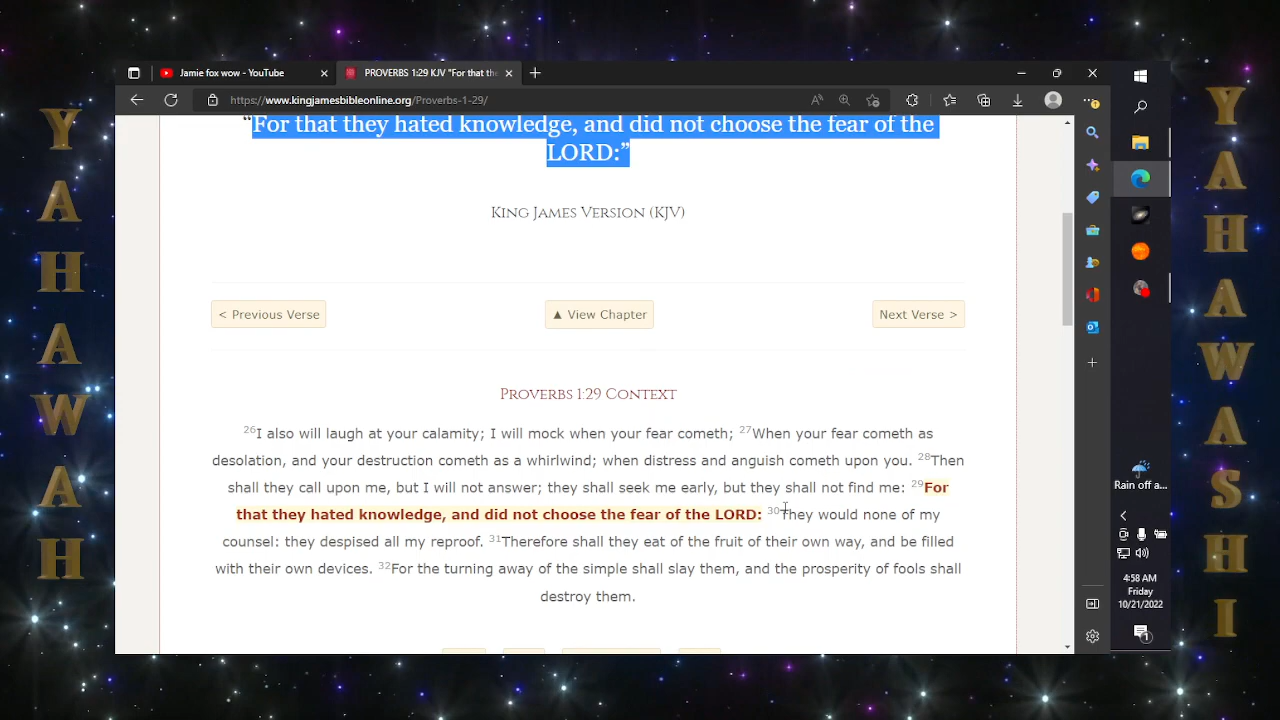 Jamie fox wow - YouTube
PROVERBS 1:29 KJV "For that the
https://www.kingjamesbibleonline.org/Proverbs-1-29/
“For that they hated knowledge, and did not choose the fear of the
LORD:”
King James Version (KJV)
< Previous Verse
▲ View Chapter
Next Verse >
Proverbs 1:29 Context
26I also will laugh at your calamity; I will mock when your fear cometh; 27When your fear cometh as
desolation, and your destruction cometh as a whirlwind; when distress and anguish cometh upon you. 28Then
shall they call upon me, but I will not answer; they shall seek me early, but they shall not find me: 29For
that they hated knowledge, and did not choose the fear of the LORD: 30They would none of my
counsel: they despised all my reproof. 31Therefore shall they eat of the fruit of their own way, and be filled
with their own devices. 32For the turning away of the simple shall slay them, and the prosperity of fools shall
destroy them.
Rain off a...
4:58 AM
Friday
10/21/2022
1
YAHAWAH
YAHAWASHI